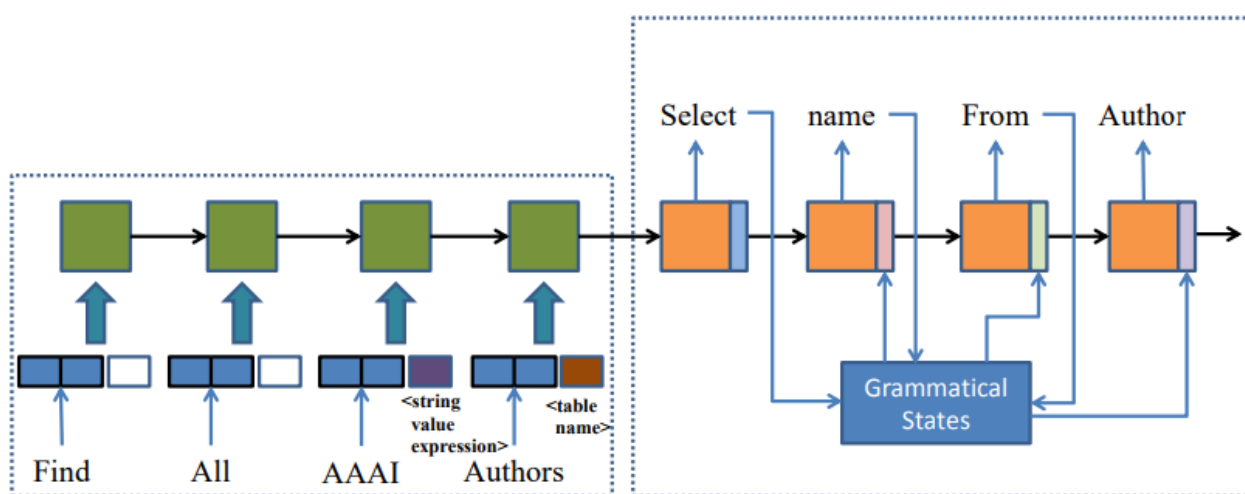 Select name From Author
<string
value
expression>
<table
name>
Grammatical
States
Find All AAAI Authors